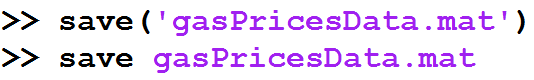 >> save('gasPricesData.mat')
>> save gasPricesData.mat